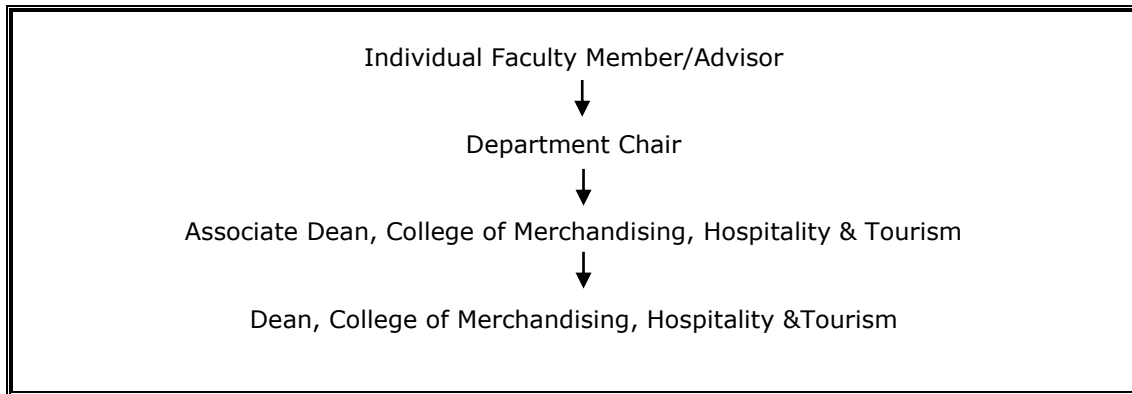 Individual Faculty Member/Advisor
Department Chair
Associate Dean, College of Merchandising, Hospitality & Tourism
Dean, College of Merchandising, Hospitality &Tourism